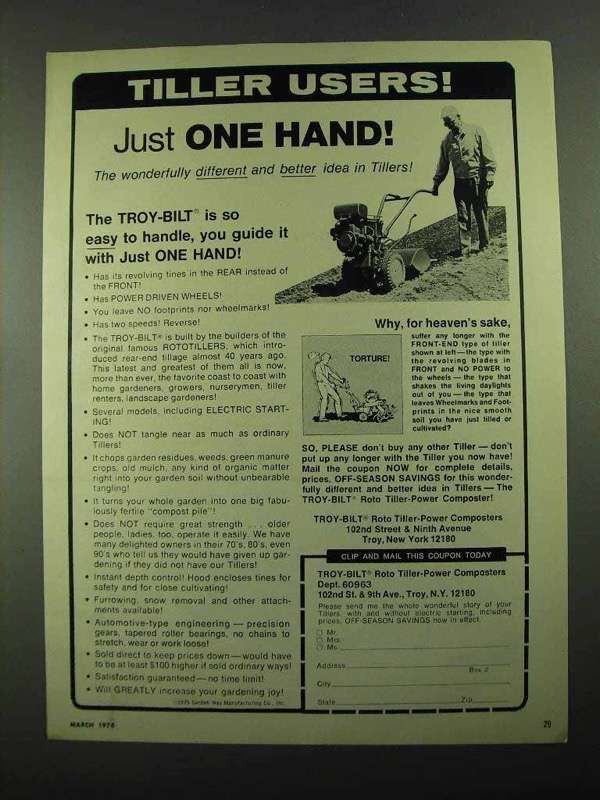 TILLER USERS!
Just ONE HAND!
The wonderfully different and better idea in Tillers!
The TROY-BILT® is so
easy to handle, you guide it
with Just ONE HAND!
• Has its revolving tines in the REAR instead of
the FRONT!
• Has POWER DRIVEN WHEELS!
• You leave NO footprints nor wheelmarks!
• Has two speeds! Reverse!
• The TROY-BILT® is built by the builders of the
original famous ROTOTILLERS, which intro-
duced rear-end tillage almost 40 years ago.
This latest and greatest of them all is now,
more than ever, the favorite coast to coast with
home gardeners, growers, nurserymen, tiller
renters, landscape gardeners!
• Several models, including ELECTRIC START-
ING!
• Does NOT tangle near as much as ordinary
Tillers!
• It chops garden residues, weeds, green manure
crops, old mulch, any kind of organic matter
right into your garden soil without unbearable
tangling!
• It turns your whole garden into one big fabu-
lously fertile "compost pile"!
• Does NOT require great strength . . . older
people, ladies, too, operate it easily. We have
many delighted owners in their 70's, 80's, even
90's who tell us they would have given up gar-
dening if they did not have our Tillers!
• Instant depth control! Hood encloses tines for
safety and for close cultivating!
• Furrowing, snow removal and other attach-
ments available!
• Automotive-type engineering — precision
gears, tapered roller bearings, no chains to
stretch, wear or work loose!
• Sold direct to keep prices down — would have
to be at least $100 higher if sold ordinary ways!
• Satisfaction guaranteed — no time limit!
• Will GREATLY increase your gardening joy!
©1975 Garden Way Manufacturing Co., Inc.
Why, for heaven's sake,
suffer any longer with the
FRONT-END type of tiller
shown at left — the type with
the revolving blades in
FRONT and NO POWER to
the wheels — the type that
shakes the living daylights
out of you — the type that
leaves Wheelmarks and Foot-
prints in the nice smooth
soil you have just tilled or
cultivated?
TORTURE!
SO, PLEASE don't buy any other Tiller — don't
put up any longer with the Tiller you now have!
Mail the coupon NOW for complete details,
prices, OFF-SEASON SAVINGS for this wonder-
fully different and better idea in Tillers — The
TROY-BILT® Roto Tiller-Power Composter!
TROY-BILT® Roto Tiller-Power Composters
102nd Street & Ninth Avenue
Troy, New York 12180
CLIP AND MAIL THIS COUPON TODAY
TROY-BILT® Roto Tiller-Power Composters
Dept. 60963
102nd St. & 9th Ave., Troy, N.Y. 12180
Please send me the whole wonderful story of your
Tillers, with and without electric starting, including
prices, OFF-SEASON SAVINGS now in effect.
Mr.
Mrs.
Ms.
Address
Box 2
City
State Zip
MARCH 1976
29